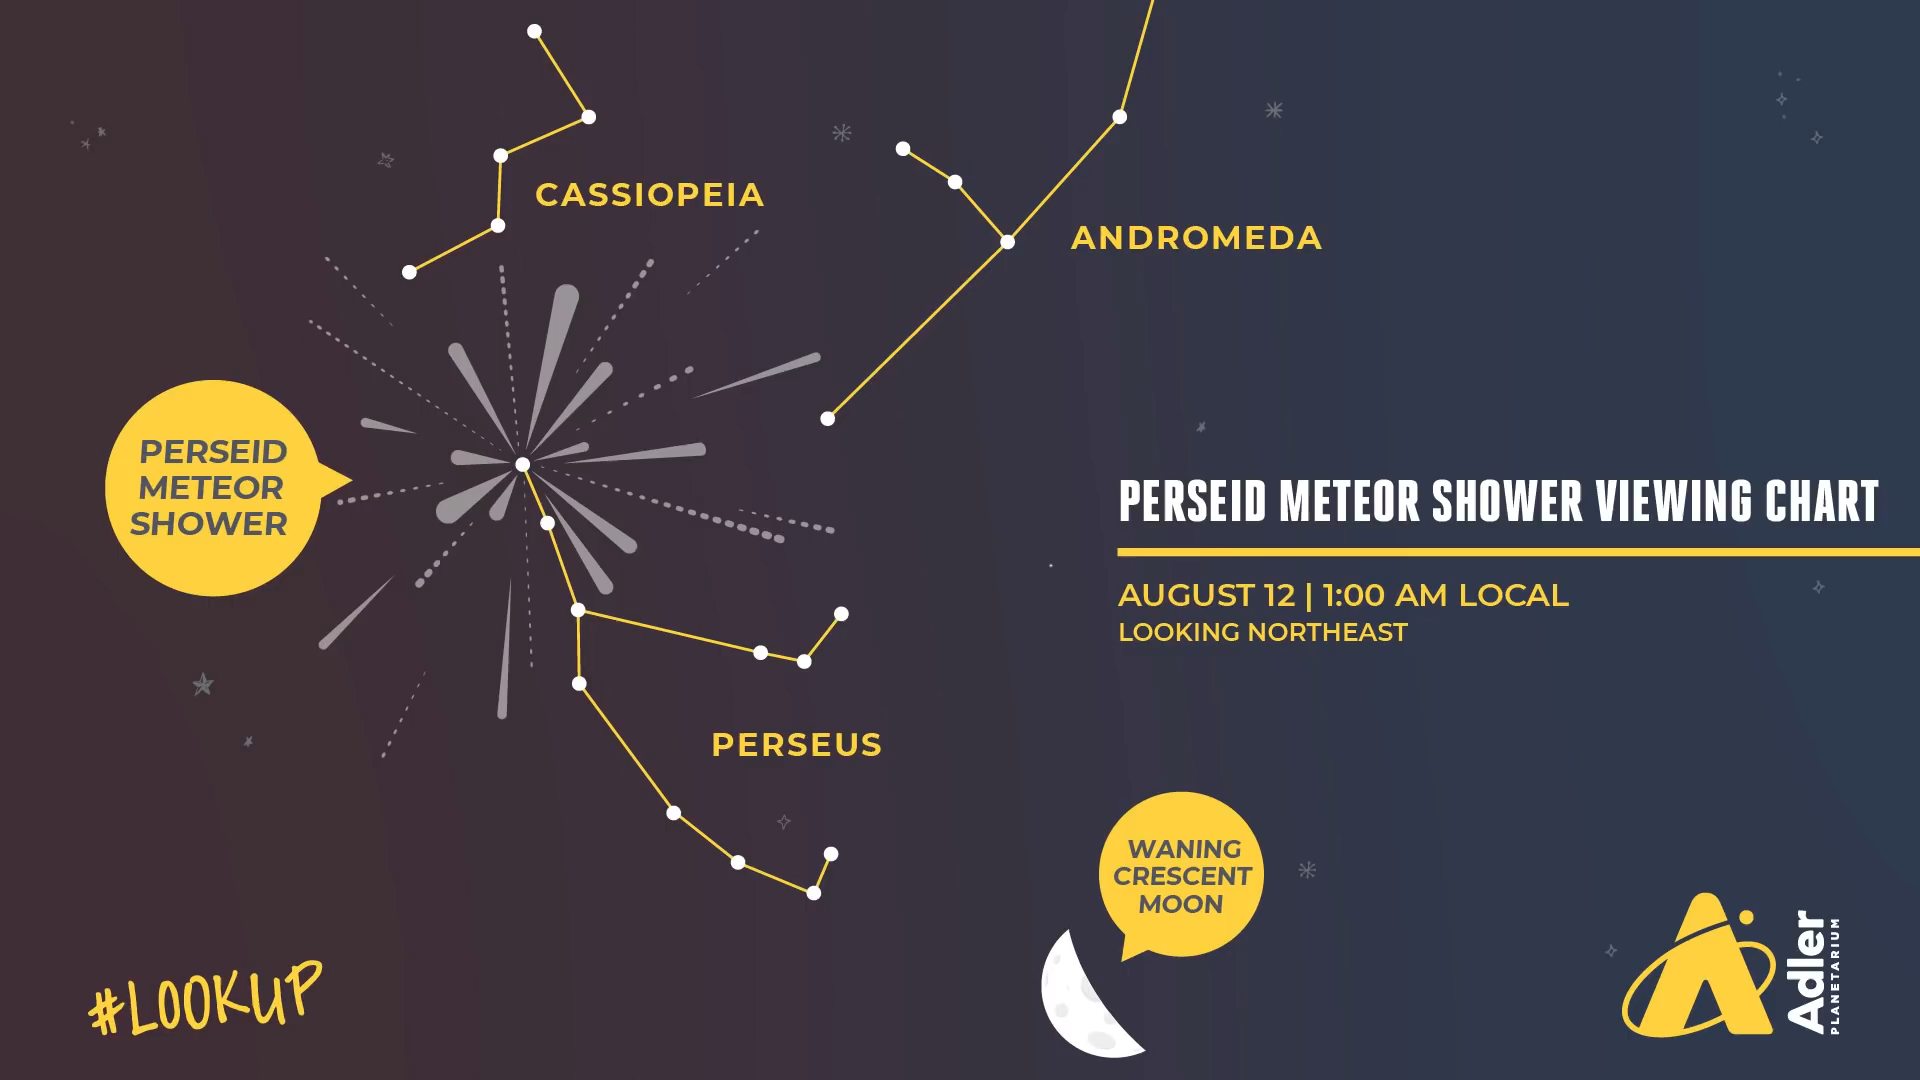 CASSIOPEIA
ANDROMEDA
PERSEID
METEOR
SHOWER
PERSEID METEOR SHOWER VIEWING CHART
AUGUST 12 | 1:00 AM LOCAL
LOOKING NORTHEAST
PERSEUS
WANING
CRESCENT
MOON
#LOOKUP
Adler
PLANETARIUM